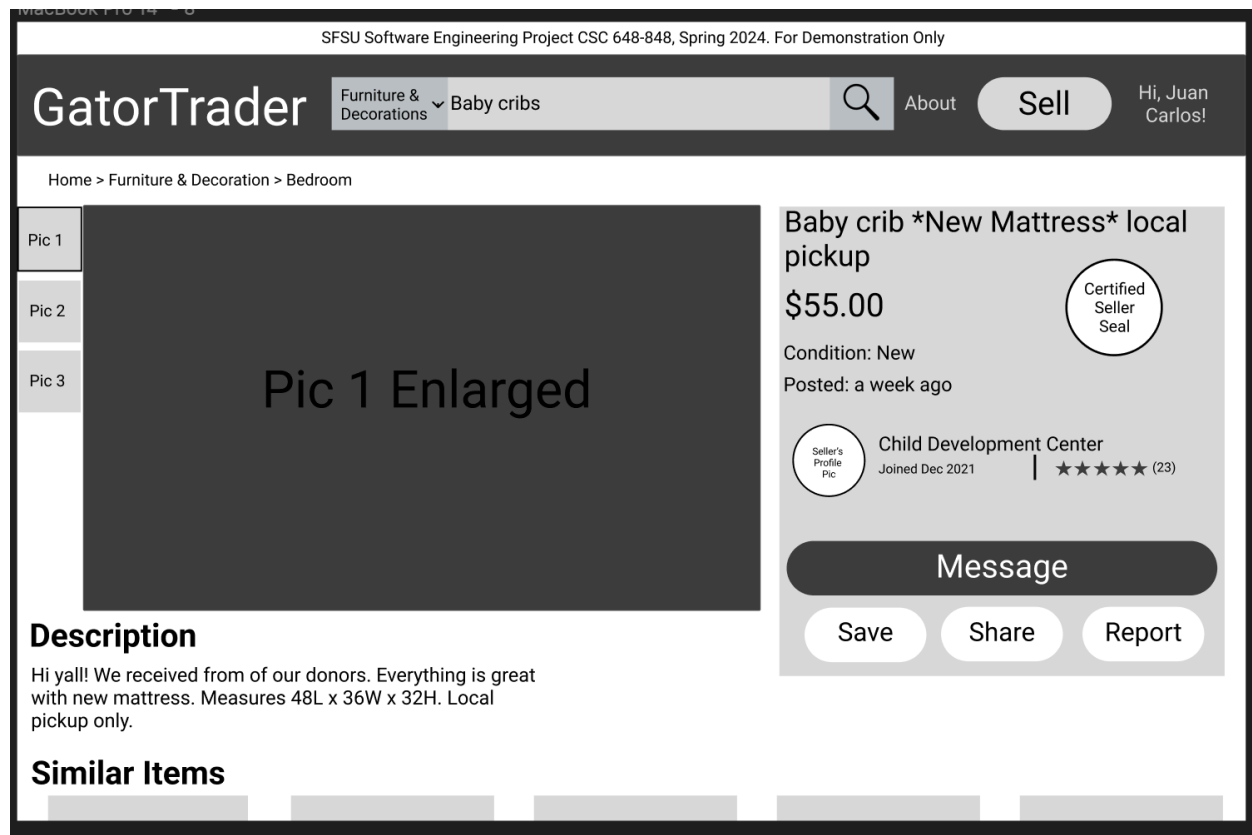 MacBook Pro 14" - 8
SFSU Software Engineering Project CSC 648-848, Spring 2024. For Demonstration Only
GatorTrader
Furniture &
Decorations
Baby cribs
About
Sell
Hi, Juan
Carlos!
Home > Furniture & Decoration > Bedroom
Pic 1
Pic 2
Pic 3
Pic 1 Enlarged
Baby crib *New Mattress* local
pickup
$55.00
Certified
Seller
Seal
Condition: New
Posted: a week ago
Seller's
Profile
Pic
Child Development Center
Joined Dec 2021
★★★★★ (23)
Message
Save
Share
Report
Description
Hi yall! We received from of our donors. Everything is great
with new mattress. Measures 48L x 36W x 32H. Local
pickup only.
Similar Items